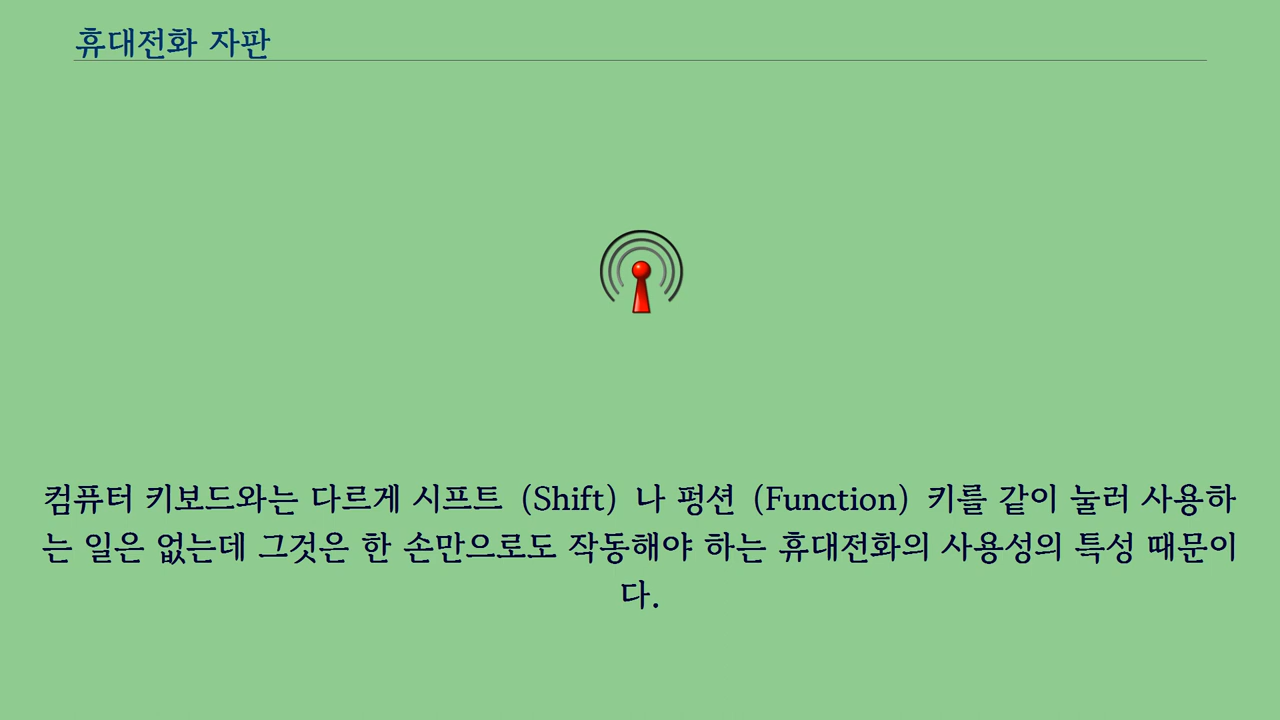 휴대전화 자판
컴퓨터 키보드와는 다르게 시프트 (Shift) 나 펑션 (Function) 키를 같이 눌러 사용하
는 일은 없는데 그것은 한 손만으로도 작동해야 하는 휴대전화의 사용성의 특성 때문이
다.